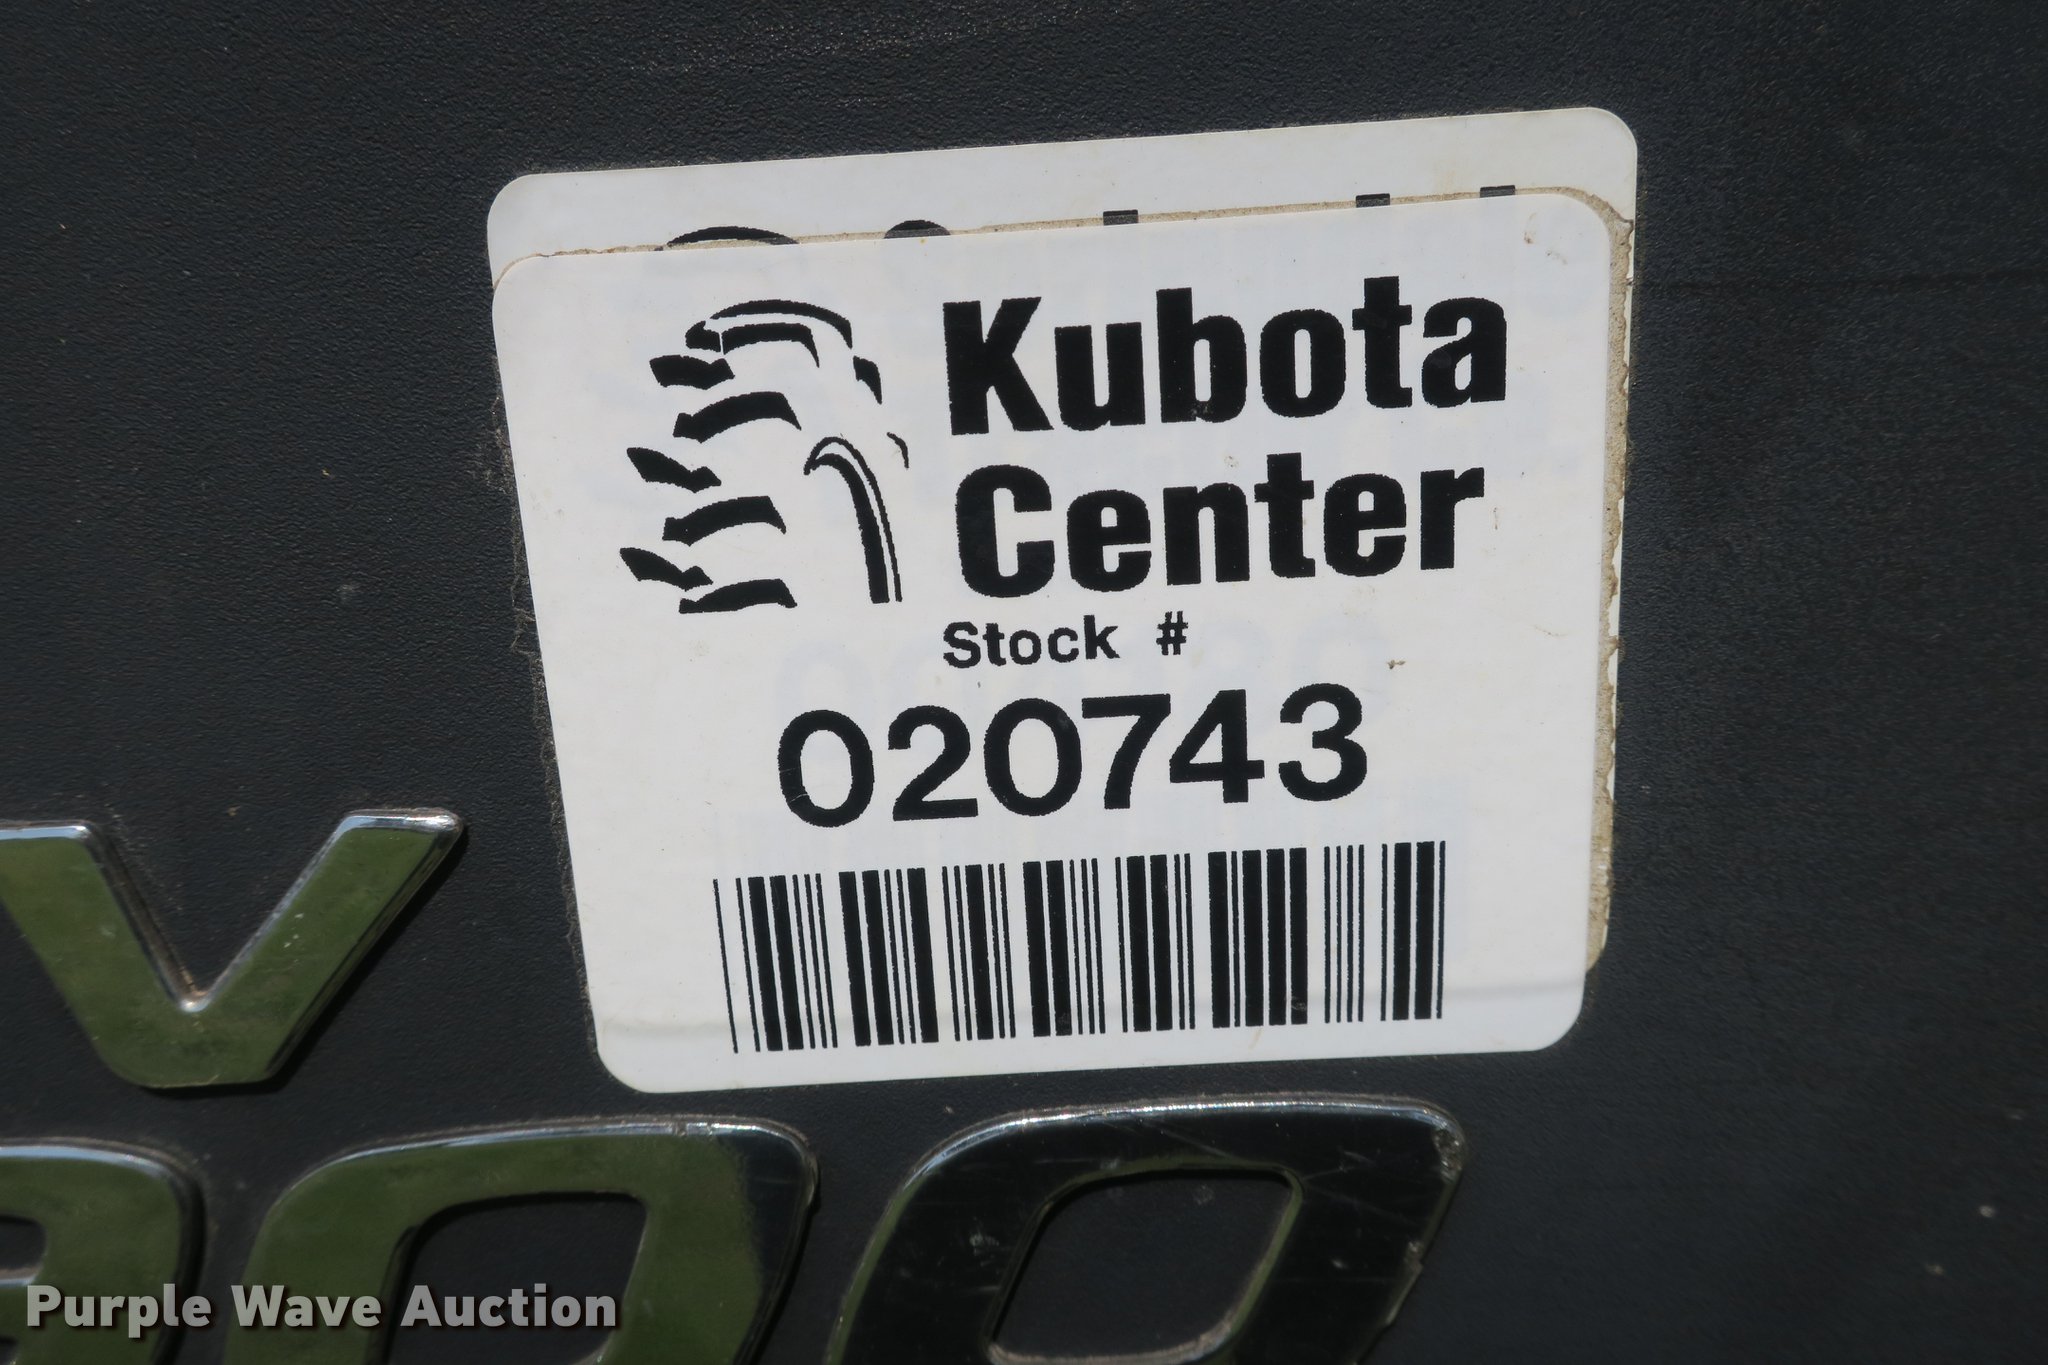 Kubota
Center
Stock #
020743
V
Purple Wave Auction